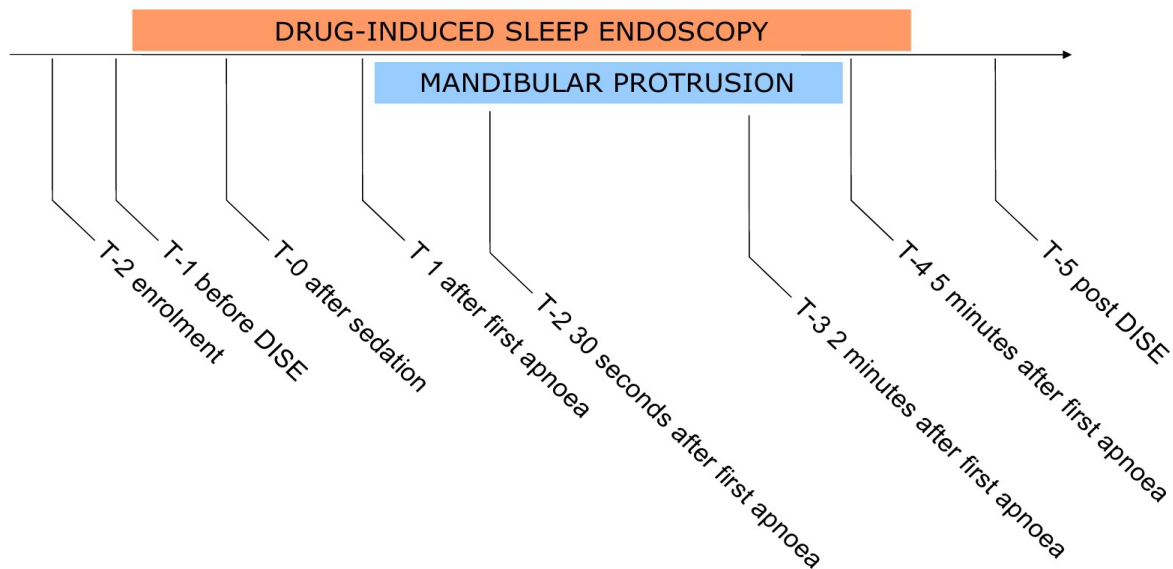 DRUG-INDUCED SLEEP ENDOSCOPY
MANDIBULAR PROTRUSION
T-2 enrolment
T-1 before DISE
T-0 after sedation
T 1 after first apnoea
T-2 30 seconds after first apnoea
T-3 2 minutes after first apnoea
T-4 5 minutes after first apnoea
T-5 post DISE